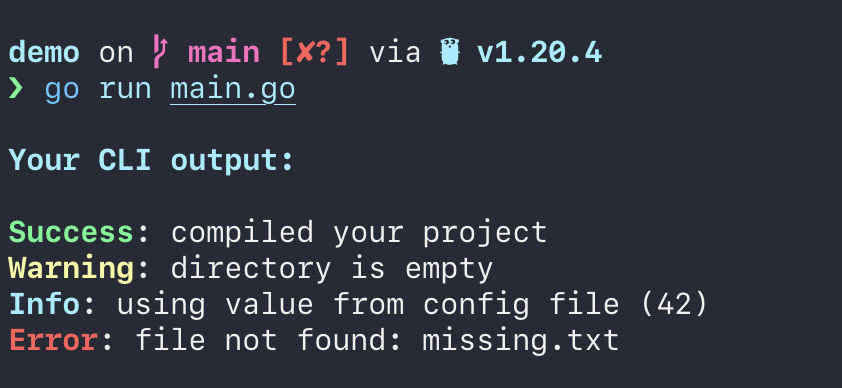 demo on main [✘?] via v1.20.4
❯ go run main.go
Your CLI output:
Success: compiled your project
Warning: directory is empty
Info: using value from config file (42)
Error: file not found: missing.txt